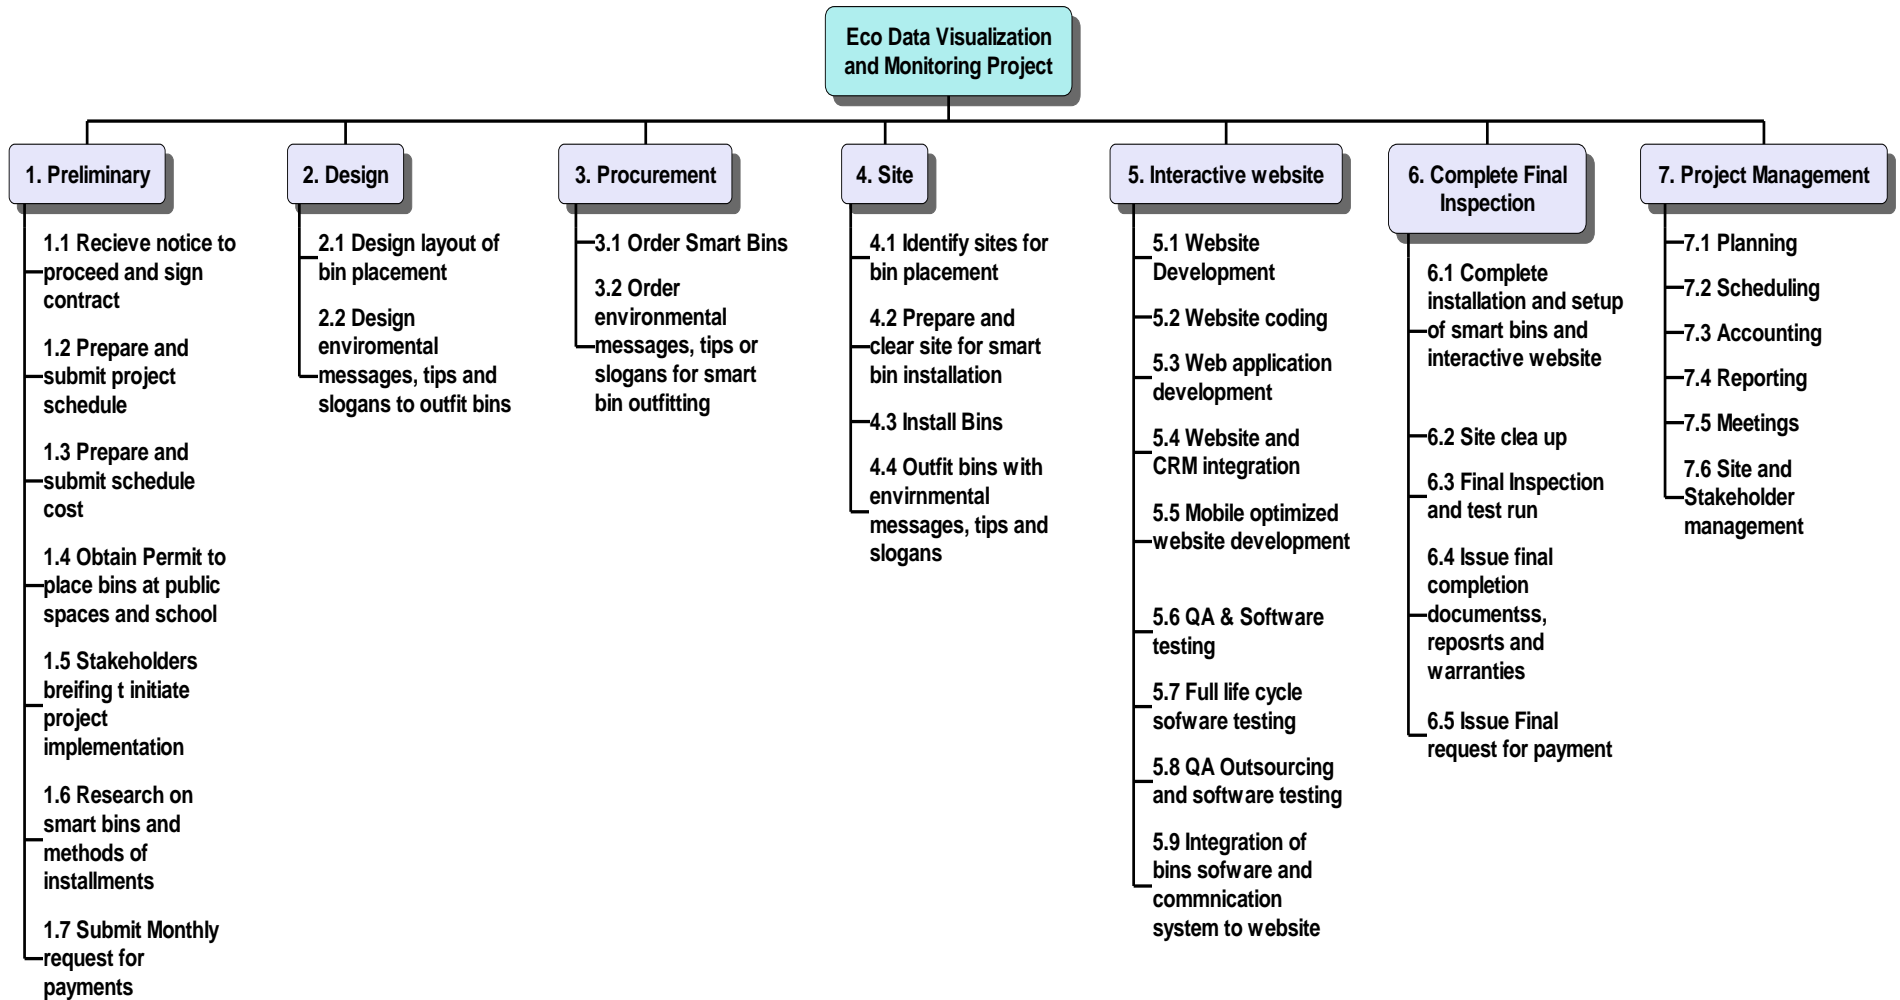 Eco Data Visualization
and Monitoring Project
1. Preliminary
1.1 Recieve notice to
proceed and sign
contract
1.2 Prepare and
submit project
schedule
1.3 Prepare and
submit schedule
cost
1.4 Obtain Permit to
place bins at public
spaces and school
1.5 Stakeholders
breifing t initiate
project
implementation
1.6 Research on
smart bins and
methods of
installments
1.7 Submit Monthly
request for
payments
2. Design
2.1 Design layout of
bin placement
2.2 Design
enviromental
messages, tips and
slogans to outfit bins
3. Procurement
3.1 Order Smart Bins
3.2 Order
environmental
messages, tips or
slogans for smart
bin outfitting
4. Site
4.1 Identify sites for
bin placement
4.2 Prepare and
clear site for smart
bin installation
4.3 Install Bins
4.4 Outfit bins with
envirnmental
messages, tips and
slogans
5. Interactive website
5.1 Website
Development
5.2 Website coding
5.3 Web application
development
5.4 Website and
CRM integration
5.5 Mobile optimized
website development
5.6 QA & Software
testing
5.7 Full life cycle
sofware testing
5.8 QA Outsourcing
and software testing
5.9 Integration of
bins sofware and
commnication
system to website
6. Complete Final
Inspection
6.1 Complete
installation and setup
of smart bins and
interactive website
6.2 Site clea up
6.3 Final Inspection
and test run
6.4 Issue final
completion
documentss,
reposrts and
warranties
6.5 Issue Final
request for payment
7. Project Management
7.1 Planning
7.2 Scheduling
7.3 Accounting
7.4 Reporting
7.5 Meetings
7.6 Site and
Stakeholder
management